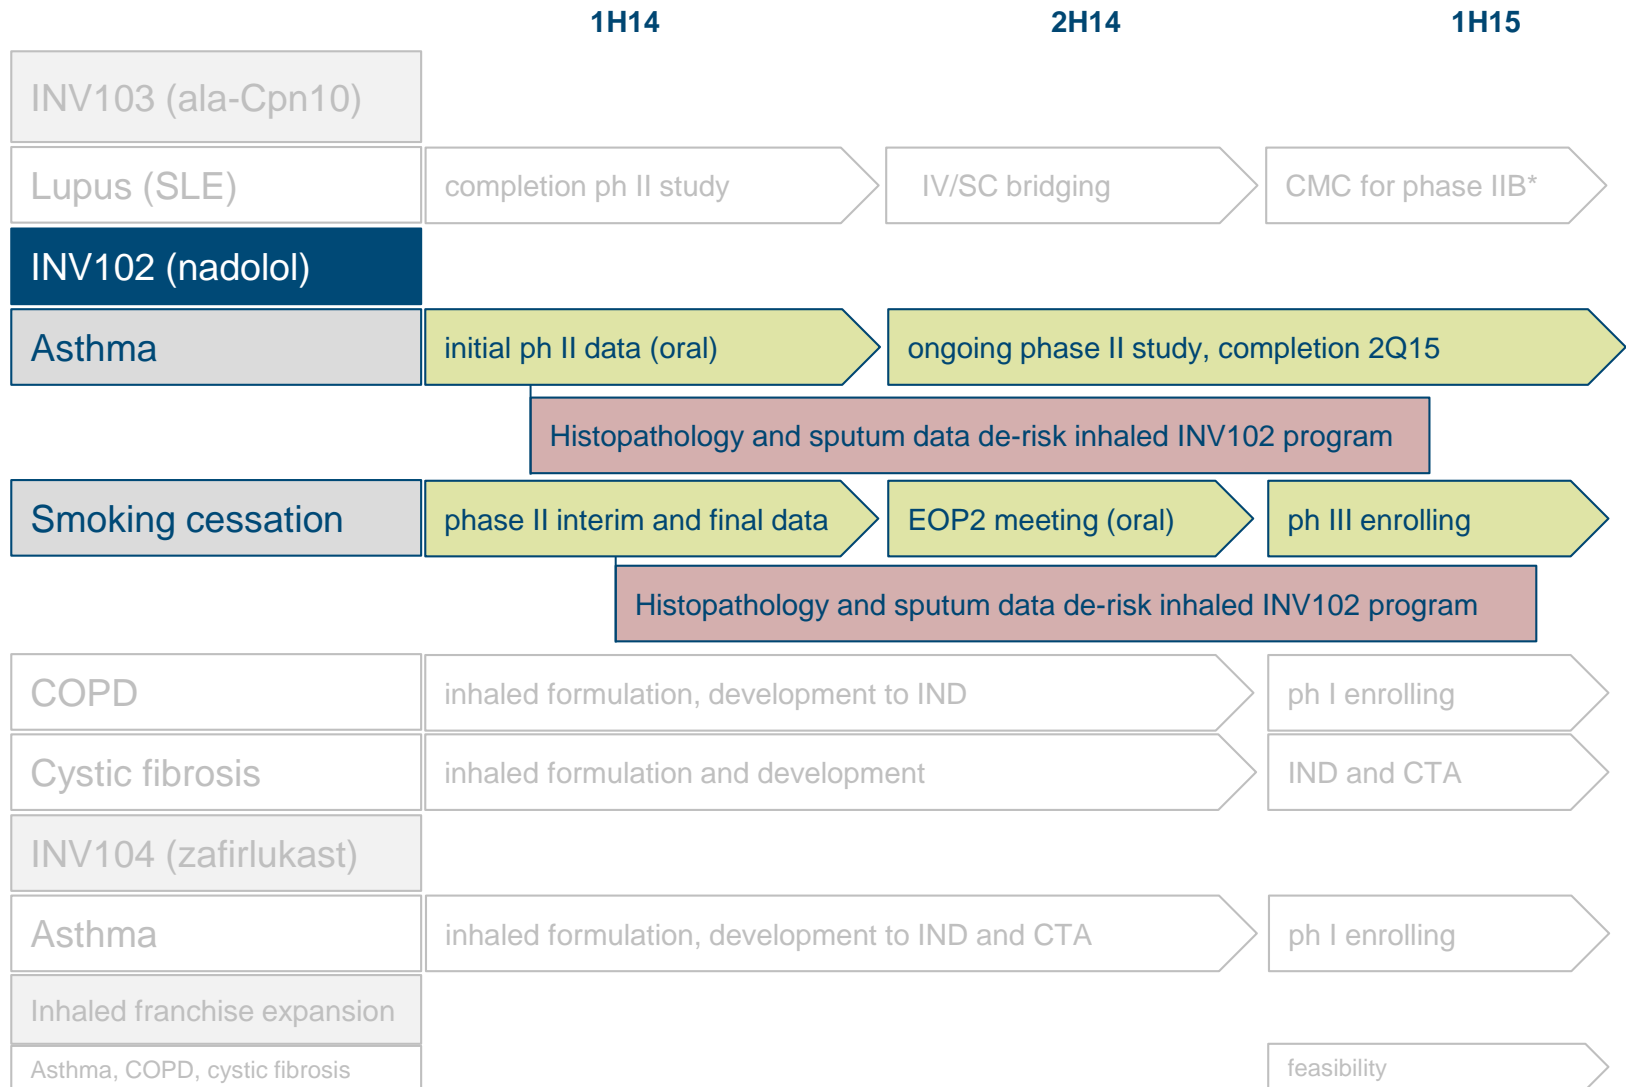 1H14 2H14 1H15
INV103 (ala-Cpn10)
Lupus (SLE) completion ph II study IV/SC bridging CMC for phase IIB*
INV102 (nadolol)
Asthma initial ph II data (oral) ongoing phase II study, completion 2Q15
Histopathology and sputum data de-risk inhaled INV102 program
Smoking cessation phase II interim and final data EOP2 meeting (oral) ph III enrolling
Histopathology and sputum data de-risk inhaled INV102 program
COPD inhaled formulation, development to IND ph I enrolling
Cystic fibrosis inhaled formulation and development IND and CTA
INV104 (zafirlukast)
Asthma inhaled formulation, development to IND and CTA ph I enrolling
Inhaled franchise expansion
Asthma, COPD, cystic fibrosis feasibility